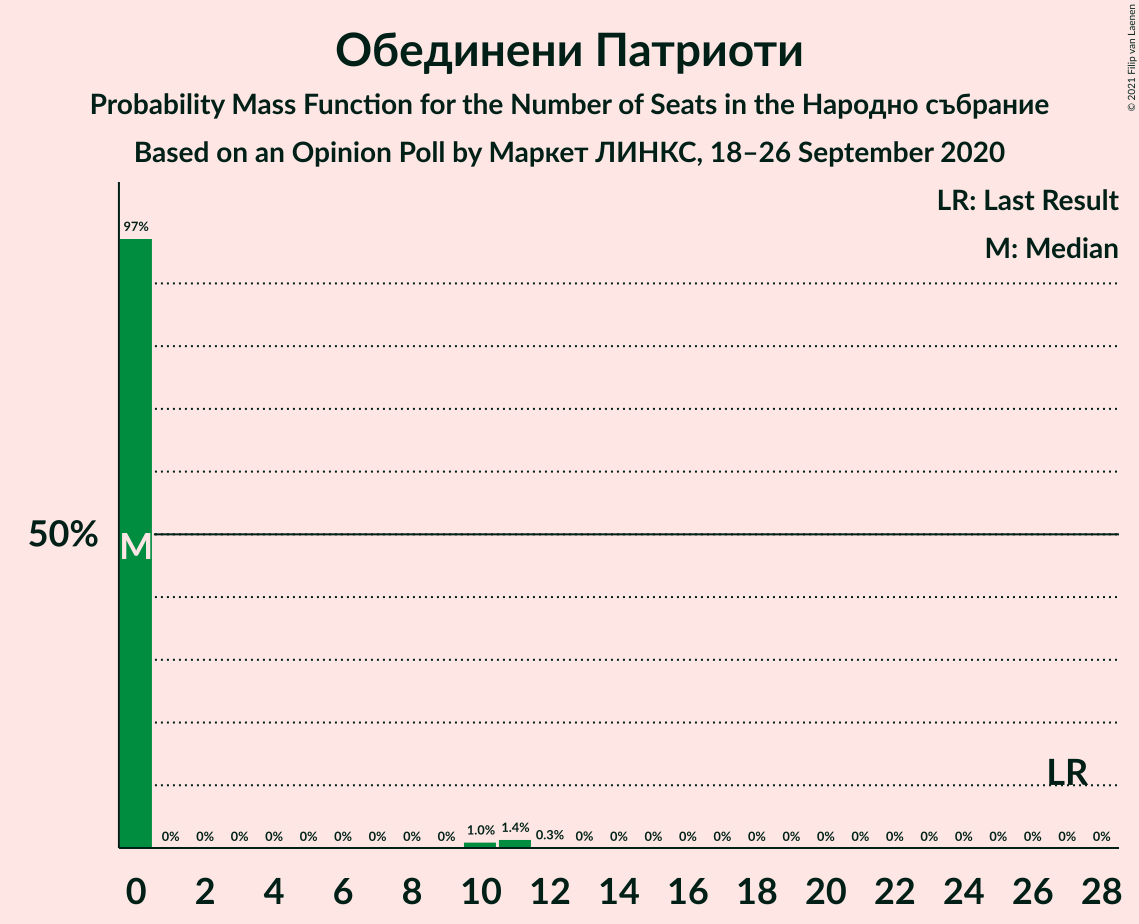 Обединени Патриоти
Probability Mass Function for the Number of Seats in the Народно събрание
Based on an Opinion Poll by Маркет ЛИНКС, 18–26 September 2020
© 2021 Filip van Laenen
LR: Last Result
M: Median
97%
50%
M
LR
0% 0% 0% 0% 0% 0% 0% 0% 0% 1.0% 1.4% 0.3% 0% 0% 0% 0% 0% 0% 0% 0% 0% 0% 0% 0% 0% 0% 0% 0%
0 2 4 6 8 10 12 14 16 18 20 22 24 26 28